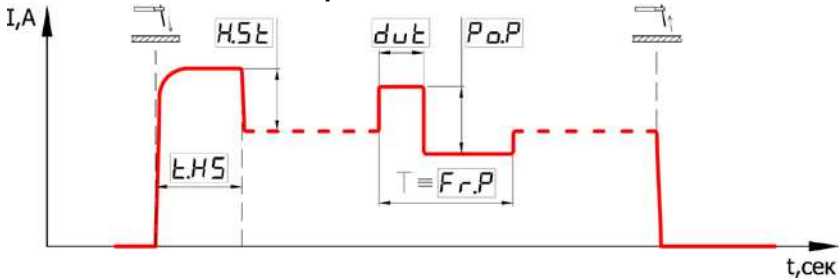 I,A
H.St
dut
Po.P
t.HS
T ≡ Fr.P
t,сек